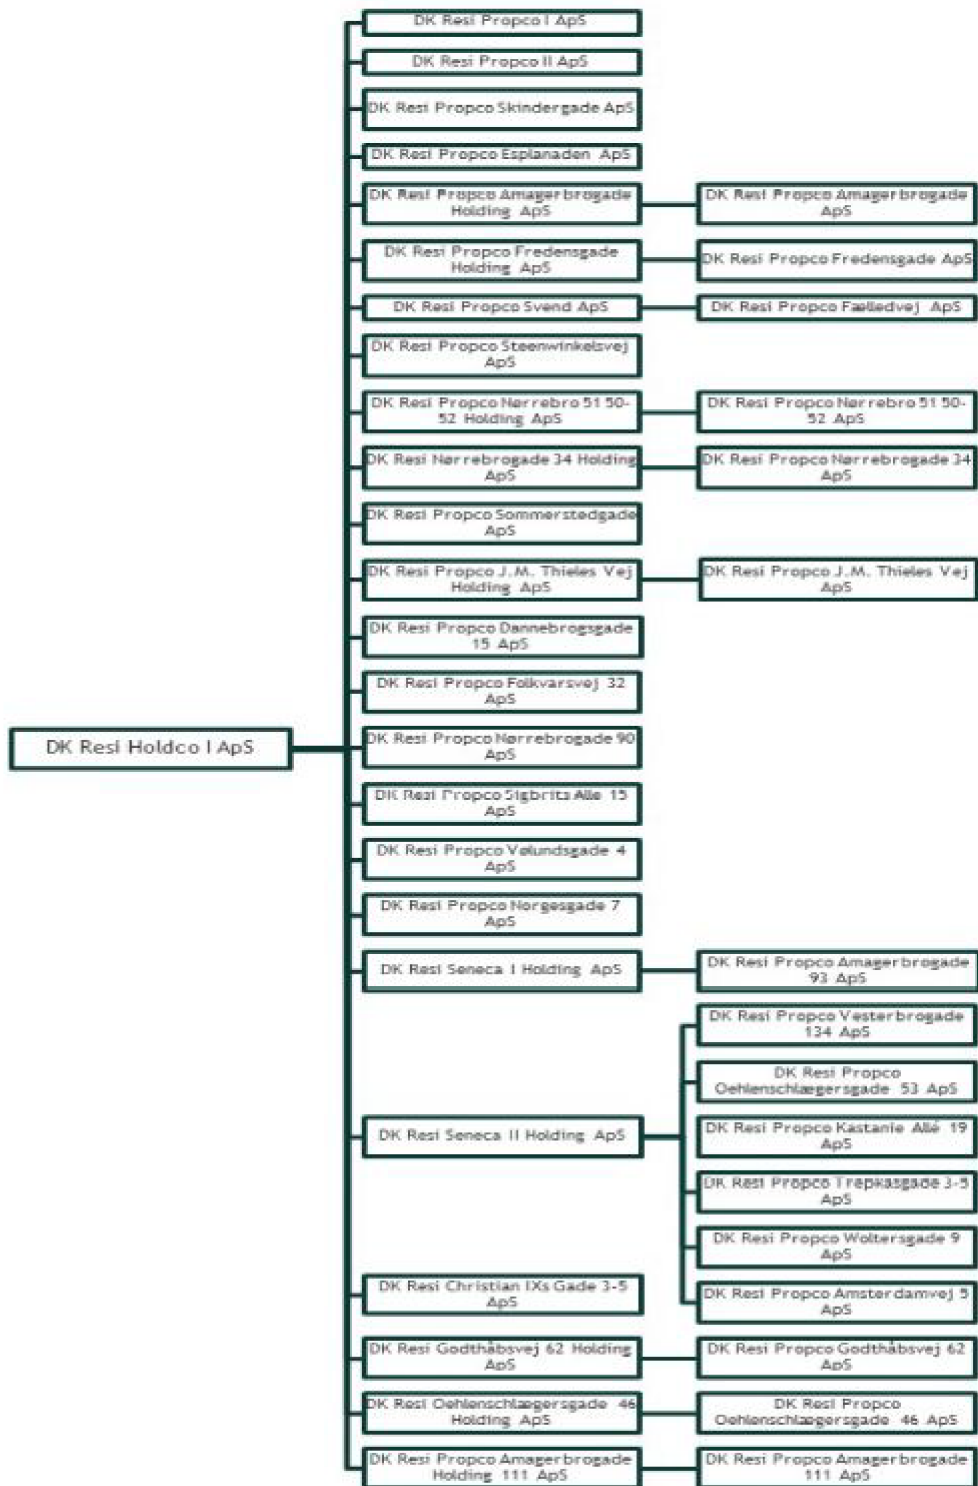 DK Resi Propco I ApS
DK Resi Propco II ApS
DK Resi Propco Skindergade ApS
DK Resi Propco Esplanaden ApS
DK Resi Propco Amagerbrogade
Holding ApS
DK Resi Propco Amagerbrogade
ApS
DK Resi Propco Fredensgade
Holding ApS
DK Resi Propco Fredensgade ApS
DK Resi Propco Svend ApS
DK Resi Propco Fælledvej ApS
DK Resi Propco Steenwinkelsvej
ApS
DK Resi Propco Nørrebro 51 50-
52 Holding ApS
DK Resi Propco Nørrebro 51 50-
52 ApS
DK Resi Nørrebrogade 34 Holding
ApS
DK Resi Propco Nørrebrogade 34
ApS
DK Resi Propco Sommerstedgade
ApS
DK Resi Propco J.M. Thieles Vej
Holding ApS
DK Resi Propco J.M. Thieles Vej
ApS
DK Resi Propco Dannebrogsgade
15 ApS
DK Resi Propco Folkvarsvej 32
ApS
DK Resi Holdco I ApS
DK Resi Propco Nørrebrogade 90
ApS
DK Resi Propco Sigbrits Alle 15
ApS
DK Resi Propco Vølundsgade 4
ApS
DK Resi Propco Norgesgade 7
ApS
DK Resi Seneca I Holding ApS
DK Resi Propco Amagerbrogade
93 ApS
DK Resi Seneca II Holding ApS
DK Resi Propco Vesterbrogade
134 ApS
DK Resi Propco
Oehlenschlægersgade 53 ApS
DK Resi Propco Kastanie Allé 19
ApS
DK Resi Propco Trepkasgade 3-5
ApS
DK Resi Propco Woltersgade 9
ApS
DK Resi Propco Amsterdamvej 5
ApS
DK Resi Christian IXs Gade 3-5
ApS
DK Resi Godthåbsvej 62 Holding
ApS
DK Resi Propco Godthåbsvej 62
ApS
DK Resi Oehlenschlægersgade 46
Holding ApS
DK Resi Propco
Oehlenschlægersgade 46 ApS
DK Resi Propco Amagerbrogade
Holding 111 ApS
DK Resi Propco Amagerbrogade
111 ApS